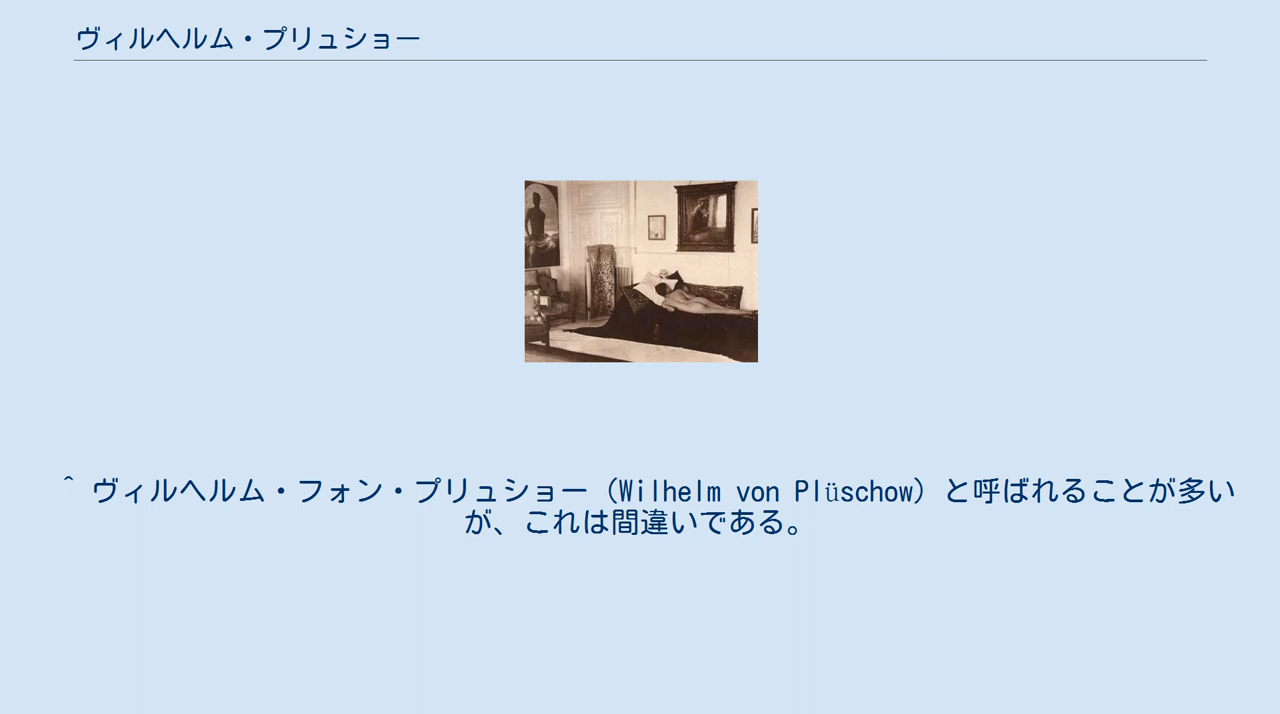 ヴィルヘルム・プリュショー
^ ヴィルヘルム・フォン・プリュショー（Wilhelm von Plüschow）と呼ばれることが多い
が、これは間違いである。